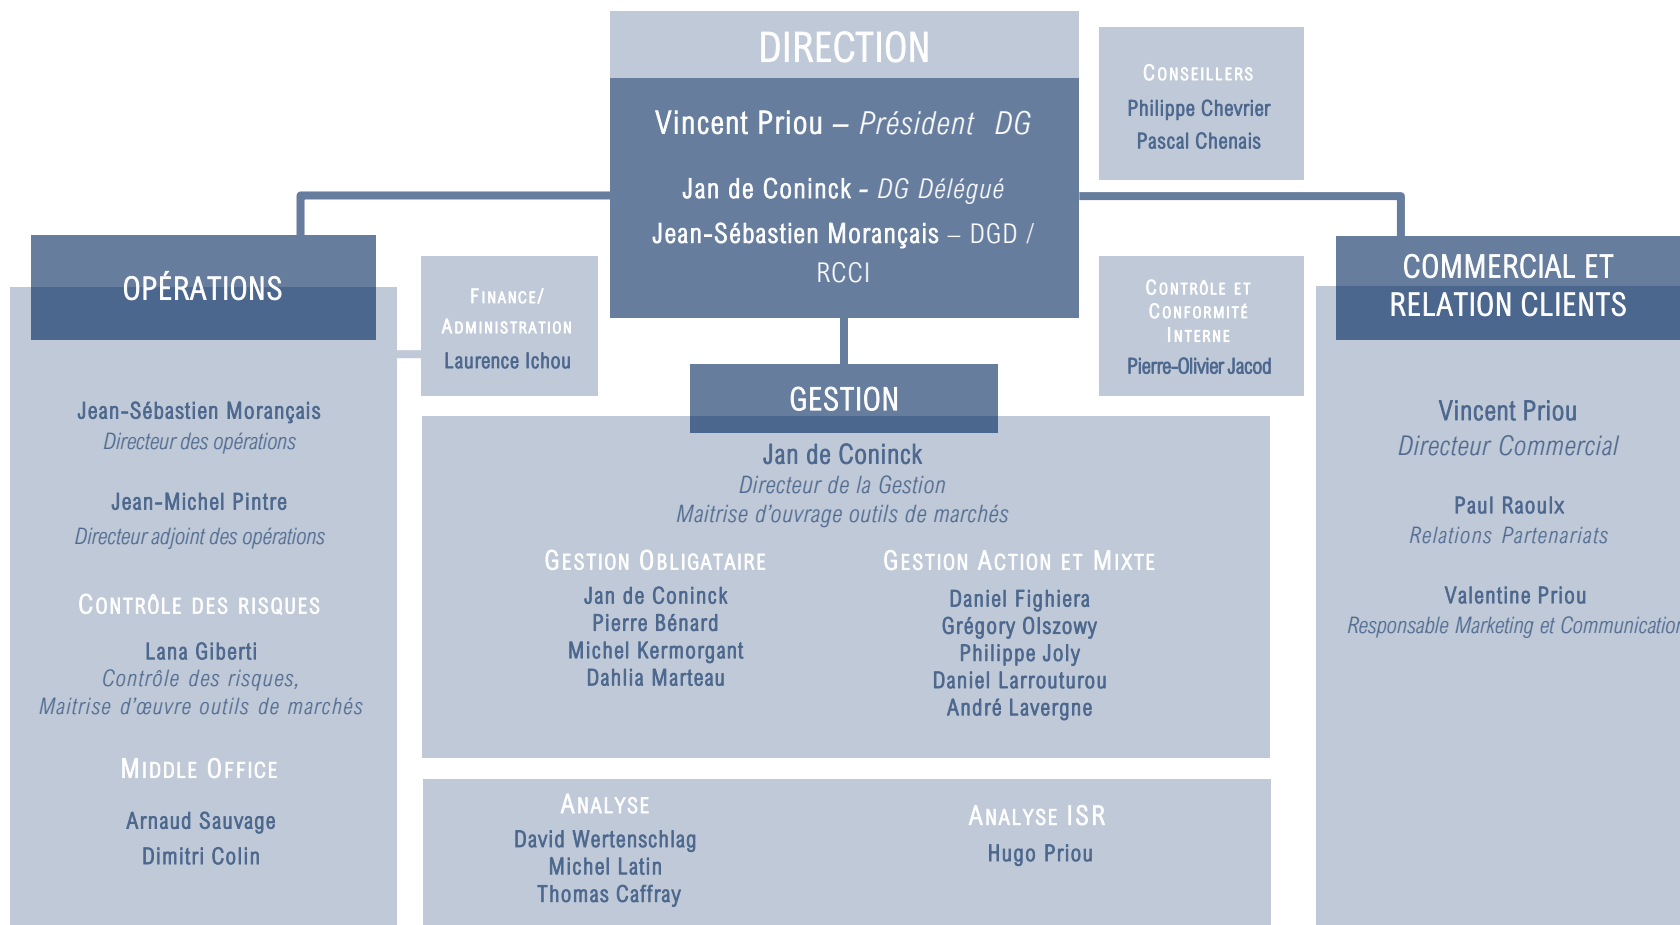 DIRECTION
Vincent Priou – Président DG
Jan de Coninck - DG Délégué
Jean-Sébastien Morançais – DGD /
RCCI
CONSEILLERS
Philippe Chevrier
Pascal Chenais
OPÉRATIONS
Jean-Sébastien Morançais
Directeur des opérations
Jean-Michel Pintre
Directeur adjoint des opérations
CONTRÔLE DES RISQUES
Lana Giberti
Contrôle des risques,
Maitrise d'œuvre outils de marchés
MIDDLE OFFICE
Arnaud Sauvage
Dimitri Colin
FINANCE/
ADMINISTRATION
Laurence Ichou
GESTION
Jan de Coninck
Directeur de la Gestion
Maitrise d'ouvrage outils de marchés
GESTION OBLIGATAIRE
Jan de Coninck
Pierre Bénard
Michel Kermorgant
Dahlia Marteau
GESTION ACTION ET MIXTE
Daniel Fighiera
Grégory Olszowy
Philippe Joly
Daniel Larrouturou
André Lavergne
ANALYSE
David Wertenschlag
Michel Latin
Thomas Caffray
ANALYSE ISR
Hugo Priou
CONTRÔLE ET
CONFORMITÉ
INTERNE
Pierre-Olivier Jacod
COMMERCIAL ET
RELATION CLIENTS
Vincent Priou
Directeur Commercial
Paul Raoulx
Relations Partenariats
Valentine Priou
Responsable Marketing et Communication